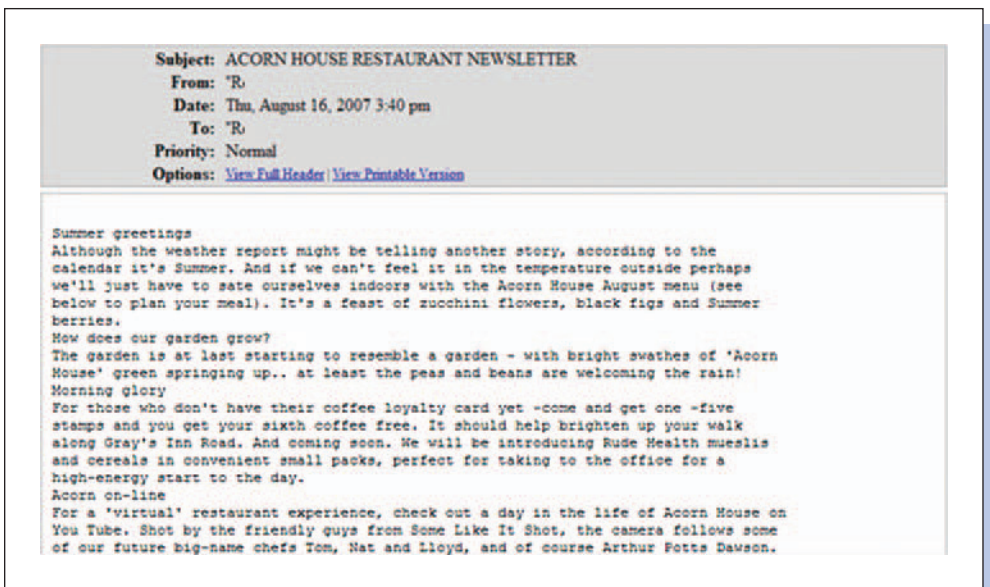 Subject: ACORN HOUSE RESTAURANT NEWSLETTER
From: "R
Date: Thu, August 16, 2007 3:40 pm
To: "R
Priority: Normal
Options: View Full Header | View Printable Version
Summer greetings
Although the weather report might be telling another story, according to the
calendar it's Summer. And if we can't feel it in the temperature outside perhaps
we'll just have to sate ourselves indoors with the Acorn House August menu (see
below to plan your meal). It's a feast of zucchini flowers, black figs and Summer
berries.
How does our garden grow?
The garden is at last starting to resemble a garden - with bright swathes of 'Acorn
House' green springing up.. at least the peas and beans are welcoming the rain!
Morning glory
For those who don't have their coffee loyalty card yet -come and get one -five
stamps and you get your sixth coffee free. It should help brighten up your walk
along Gray's Inn Road. And coming soon. We will be introducing Rude Health mueslis
and cereals in convenient small packs, perfect for taking to the office for a
high-energy start to the day.
Acorn on-line
For a 'virtual' restaurant experience, check out a day in the life of Acorn House on
You Tube. Shot by the friendly guys from Some Like It Shot, the camera follows some
of our future big-name chefs Tom, Nat and Lloyd, and of course Arthur Potts Dawson.